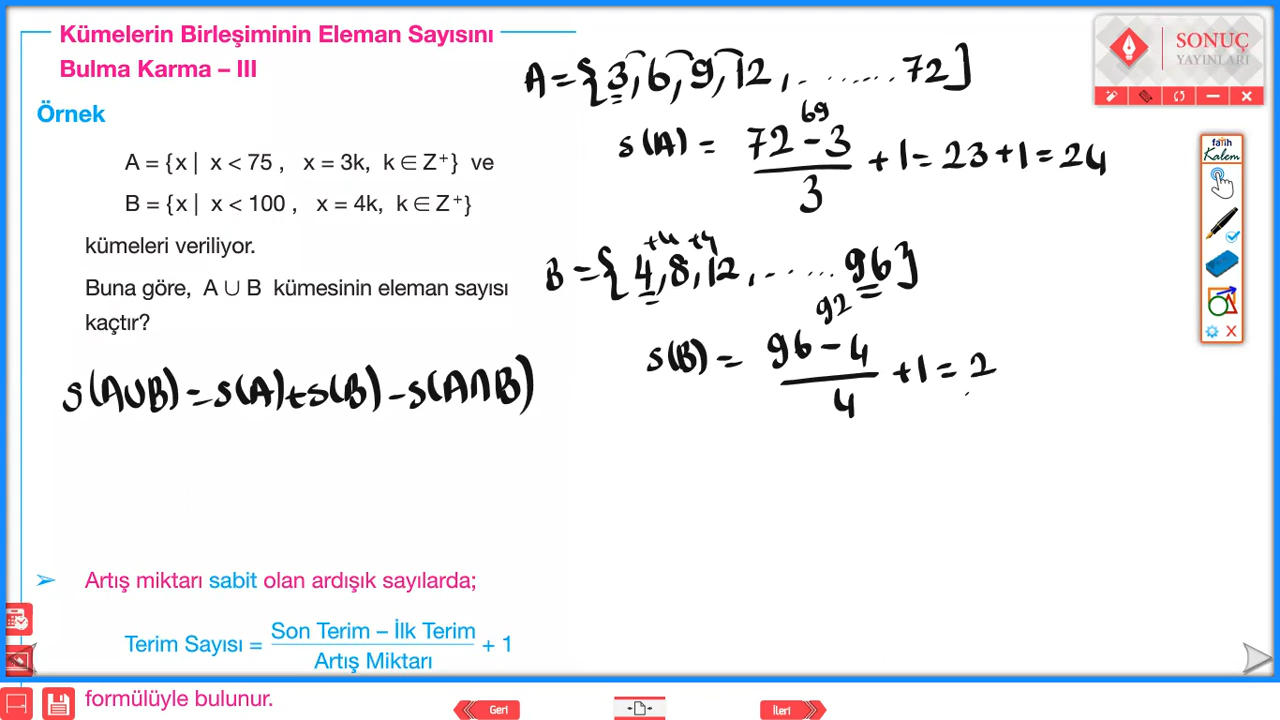 Kümelerin Birleşiminin Eleman Sayısını
Bulma Karma – III
Örnek
A = {x | x < 75 , x = 3k, k ∈ Z⁺} ve
B = {x | x < 100 , x = 4k, k ∈ Z⁺}
kümeleri veriliyor.
Buna göre, A ∪ B kümesinin eleman sayısı
kaçtır?
s(A∪B) = s(A)+s(B) - s(A∩B)
A = {3, 6, 9, 12, ........ 72}
69
s(A) = (72 - 3) / 3 + 1 = 23 + 1 = 24
+4 +4
B = {4, 8, 12, ...... 96}
92
s(B) = (96 - 4) / 4 + 1 = 2
➢ Artış miktarı sabit olan ardışık sayılarda;
Terim Sayısı = (Son Terim – İlk Terim) / (Artış Miktarı) + 1
formülüyle bulunur.
SONUÇ
YAYINLARI
fatih
Kalem
X
Geri
İleri